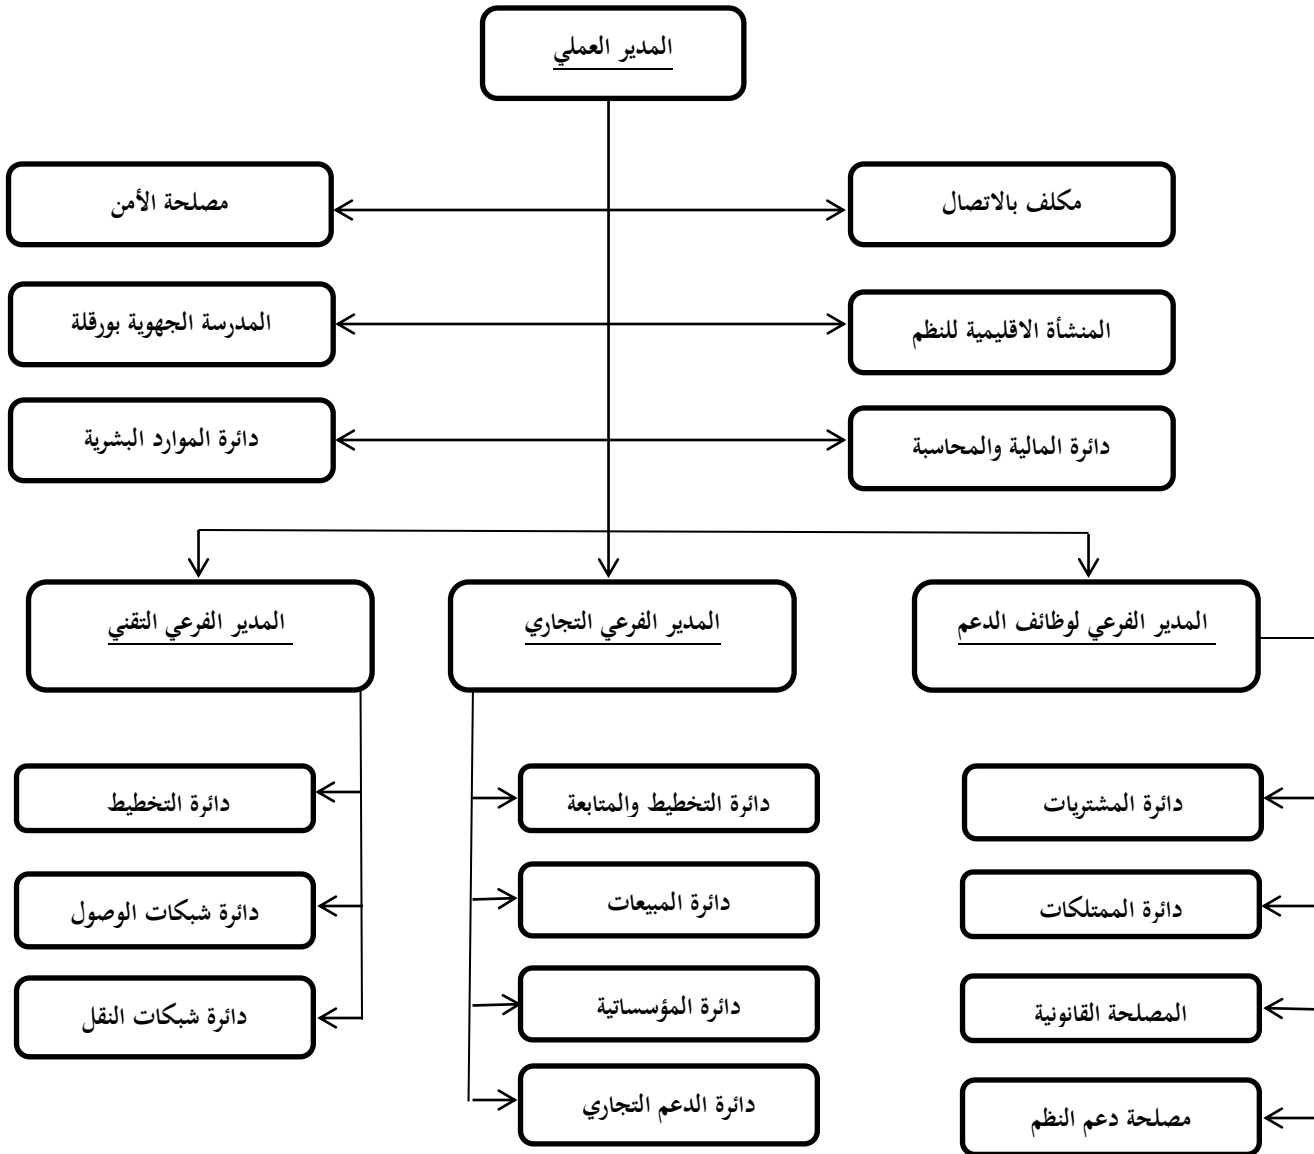 المدير العملي
مكلف بالاتصال
مصلحة الأمن
المنشأة الاقليمية للنظم
المدرسة الجهوية بورقلة
دائرة المالية والمحاسبة
دائرة الموارد البشرية
المدير الفرعي لوظائف الدعم
المدير الفرعي التجاري
المدير الفرعي التقني
دائرة المشتريات
دائرة التخطيط والمتابعة
دائرة التخطيط
دائرة الممتلكات
دائرة المبيعات
دائرة شبكات الوصول
المصلحة القانونية
دائرة المؤسساتية
دائرة شبكات النقل
مصلحة دعم النظم
دائرة الدعم التجاري